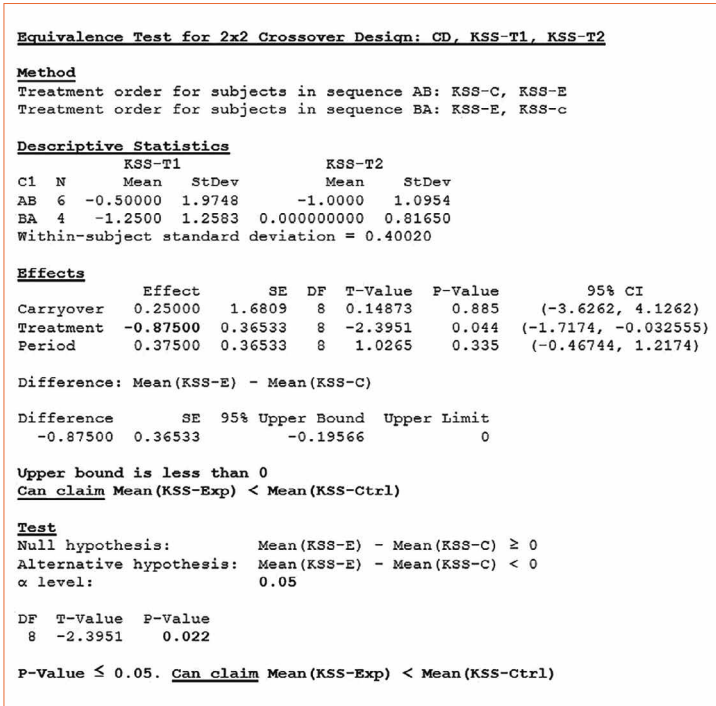 Equivalence Test for 2x2 Crossover Design: CD, KSS-T1, KSS-T2
Method
Treatment order for subjects in sequence AB: KSS-C, KSS-E
Treatment order for subjects in sequence BA: KSS-E, KSS-c
Descriptive Statistics
KSS-T1 KSS-T2
C1 N Mean StDev Mean StDev
AB 6 -0.50000 1.9748 -1.0000 1.0954
BA 4 -1.2500 1.2583 0.000000000 0.81650
Within-subject standard deviation = 0.40020
Effects
Effect SE DF T-Value P-Value 95% CI
Carryover 0.25000 1.6809 8 0.14873 0.885 (-3.6262, 4.1262)
Treatment -0.87500 0.36533 8 -2.3951 0.044 (-1.7174, -0.032555)
Period 0.37500 0.36533 8 1.0265 0.335 (-0.46744, 1.2174)
Difference: Mean(KSS-E) - Mean(KSS-C)
Difference SE 95% Upper Bound Upper Limit
-0.87500 0.36533 -0.19566 0
Upper bound is less than 0
Can claim Mean(KSS-Exp) < Mean(KSS-Ctrl)
Test
Null hypothesis: Mean(KSS-E) - Mean(KSS-C) ≥ 0
Alternative hypothesis: Mean(KSS-E) - Mean(KSS-C) < 0
α level: 0.05
DF T-Value P-Value
8 -2.3951 0.022
P-Value ≤ 0.05. Can claim Mean(KSS-Exp) < Mean(KSS-Ctrl)